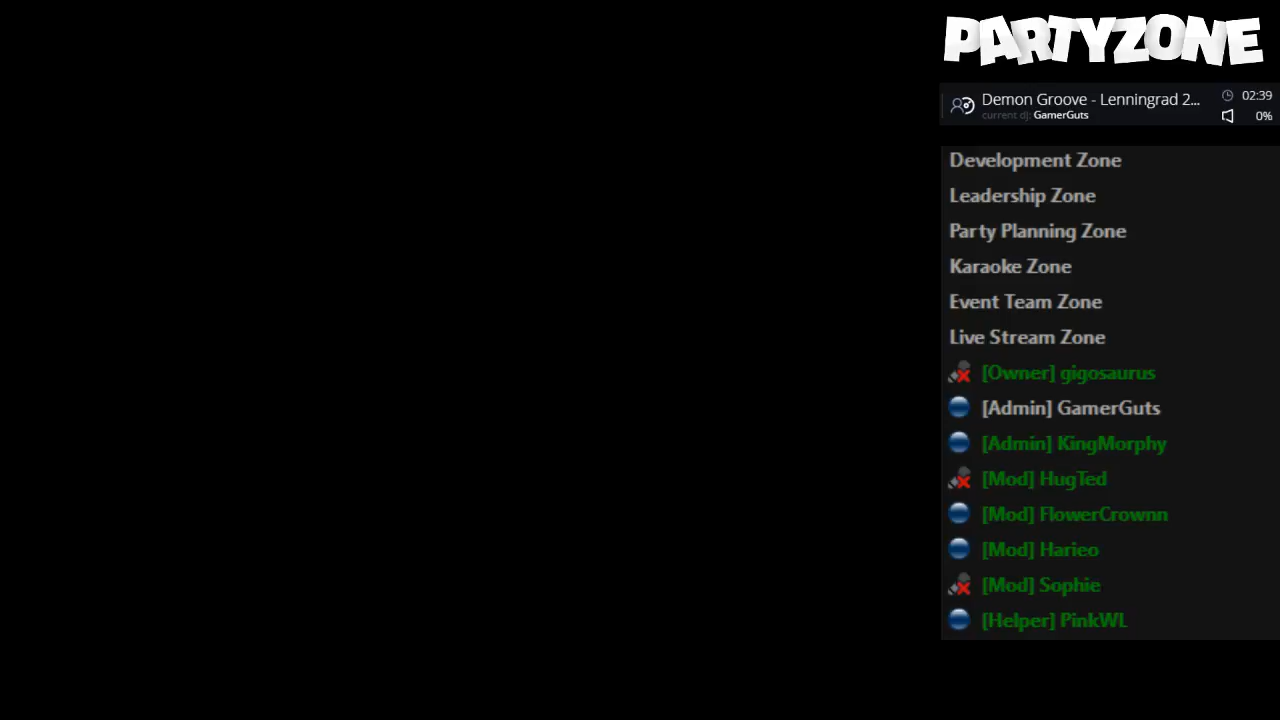 PARTYZONE
Demon Groove - Lenningrad 2... 02:39
current dj: GamerGuts 0%
Development Zone
Leadership Zone
Party Planning Zone
Karaoke Zone
Event Team Zone
Live Stream Zone
[Owner] gigosaurus
[Admin] GamerGuts
[Admin] KingMorphy
[Mod] HugTed
[Mod] FlowerCrownn
[Mod] Harieo
[Mod] Sophie
[Helper] PinkWL